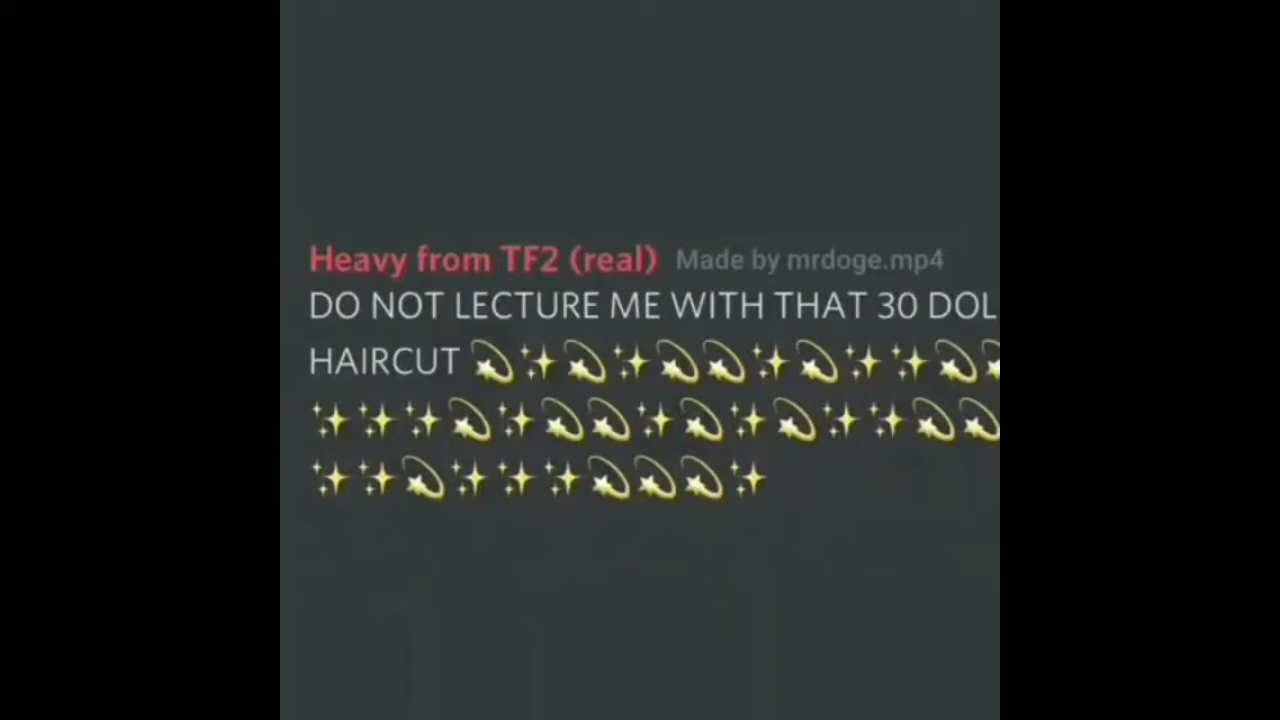 Heavy from TF2 (real) Made by mrdoge.mp4
DO NOT LECTURE ME WITH THAT 30 DOL
HAIRCUT 💫✨💫✨💫💫✨💫✨✨💫💫
✨✨✨💫✨💫💫✨💫✨💫✨✨💫💫
✨✨💫✨✨✨💫💫💫✨